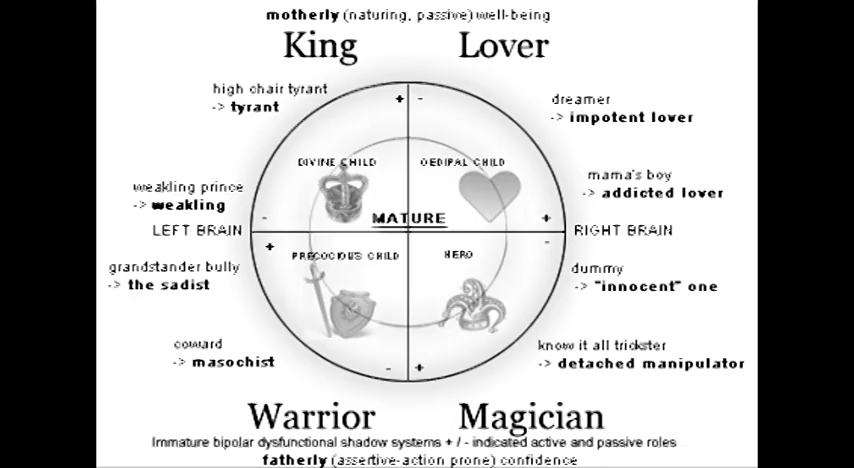 motherly (naturing, passive) well-being
King Lover
high chair tyrant
-> tyrant
+ -
dreamer
-> impotent lover
DIVINE CHILD OEDIPAL CHILD
weakling prince
-> weakling
mama's boy
-> addicted lover
- MATURE +
LEFT BRAIN RIGHT BRAIN
+ -
PRECOCIOUS CHILD HERO
grandstander bully
-> the sadist
dummy
-> "innocent" one
coward
-> masochist
know it all trickster
-> detached manipulator
- +
Warrior Magician
Immature bipolar dysfunctional shadow systems + / - indicated active and passive roles
fatherly (assertive-action prone) confidence